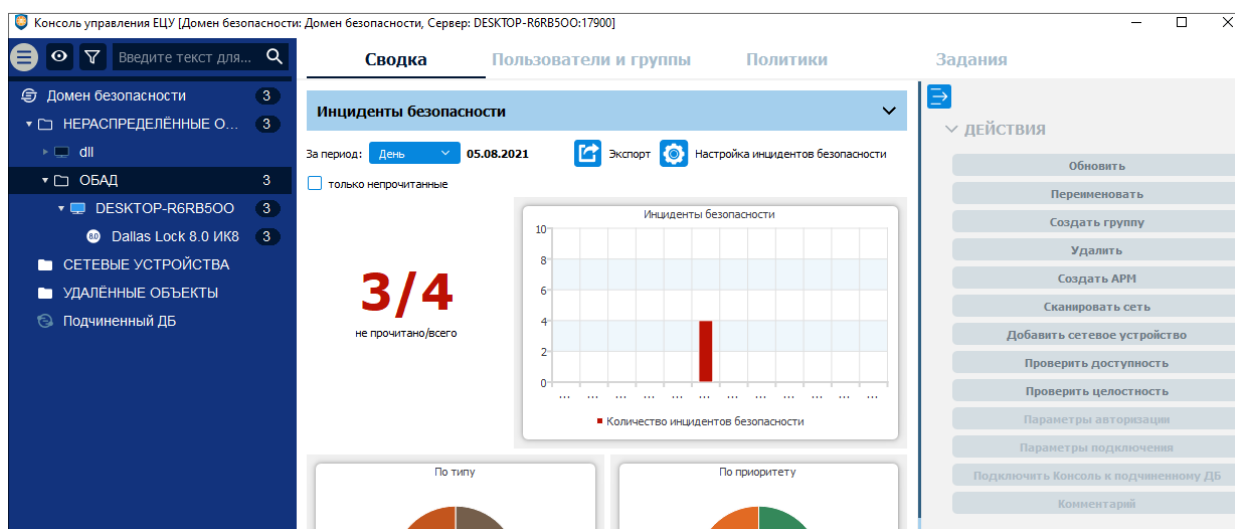 Консоль управления ЕЦУ [Домен безопасности: Домен безопасности, Сервер: DESKTOP-R6RB5OO:17900]
Введите текст для...
Сводка
Пользователи и группы
Политики
Задания
Домен безопасности 3
НЕРАСПРЕДЕЛЁННЫЕ О... 3
dll
ОБАД 3
DESKTOP-R6RB5OO 3
8.0 Dallas Lock 8.0 ИК8 3
СЕТЕВЫЕ УСТРОЙСТВА
УДАЛЁННЫЕ ОБЪЕКТЫ
Подчиненный ДБ
Инциденты безопасности
За период: День 05.08.2021 Экспорт Настройка инцидентов безопасности
только непрочитанные
3/4
не прочитано/всего
Инциденты безопасности
10
8
6
4
2
0
... ... ... ... ... ... ... ... ... ... ... ...
Количество инцидентов безопасности
По типу
По приоритету
ДЕЙСТВИЯ
Обновить
Переименовать
Создать группу
Удалить
Создать АРМ
Сканировать сеть
Добавить сетевое устройство
Проверить доступность
Проверить целостность
Параметры авторизации
Параметры подключения
Подключить Консоль к подчиненному ДБ
Комментарий